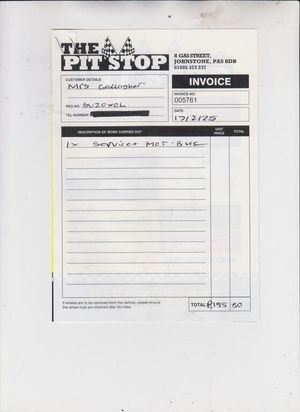 THE
PIT STOP
8 GAS STREET,
JOHNSTONE, PA5 8DB
01505 323 232
CUSTOMER DETAILS:
Mrs Gallagher
REG NO.
TEL NUMBER:
INVOICE
INVOICE NO:
005761
DATE:
17/2/25
DESCRIPTION OF WORK CARRIED OUT
UNIT PRICE
TOTAL
1x Service + MOT
If wheels are to be removed from the vehicle, please ensure
the wheel nuts are checked after 50 miles
TOTAL £155 50